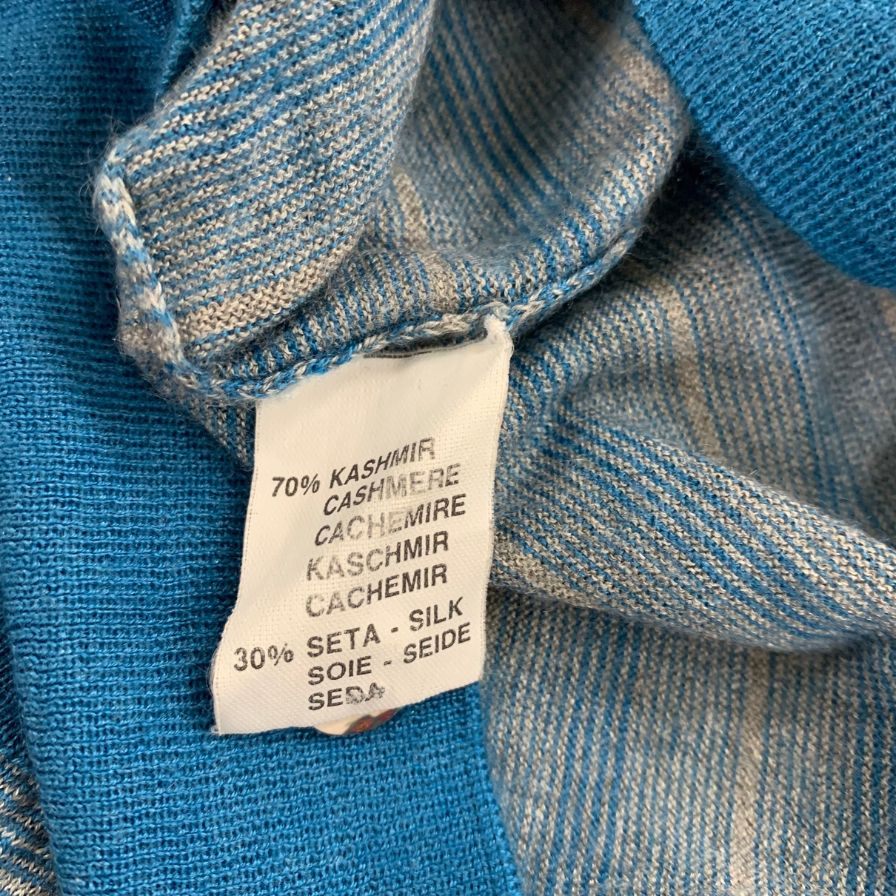 70% KASHMIR
CASHMERE
CACHEMIRE
KASCHMIR
CACHEMIR
30% SETA - SILK
SOIE - SEIDE
SEDA